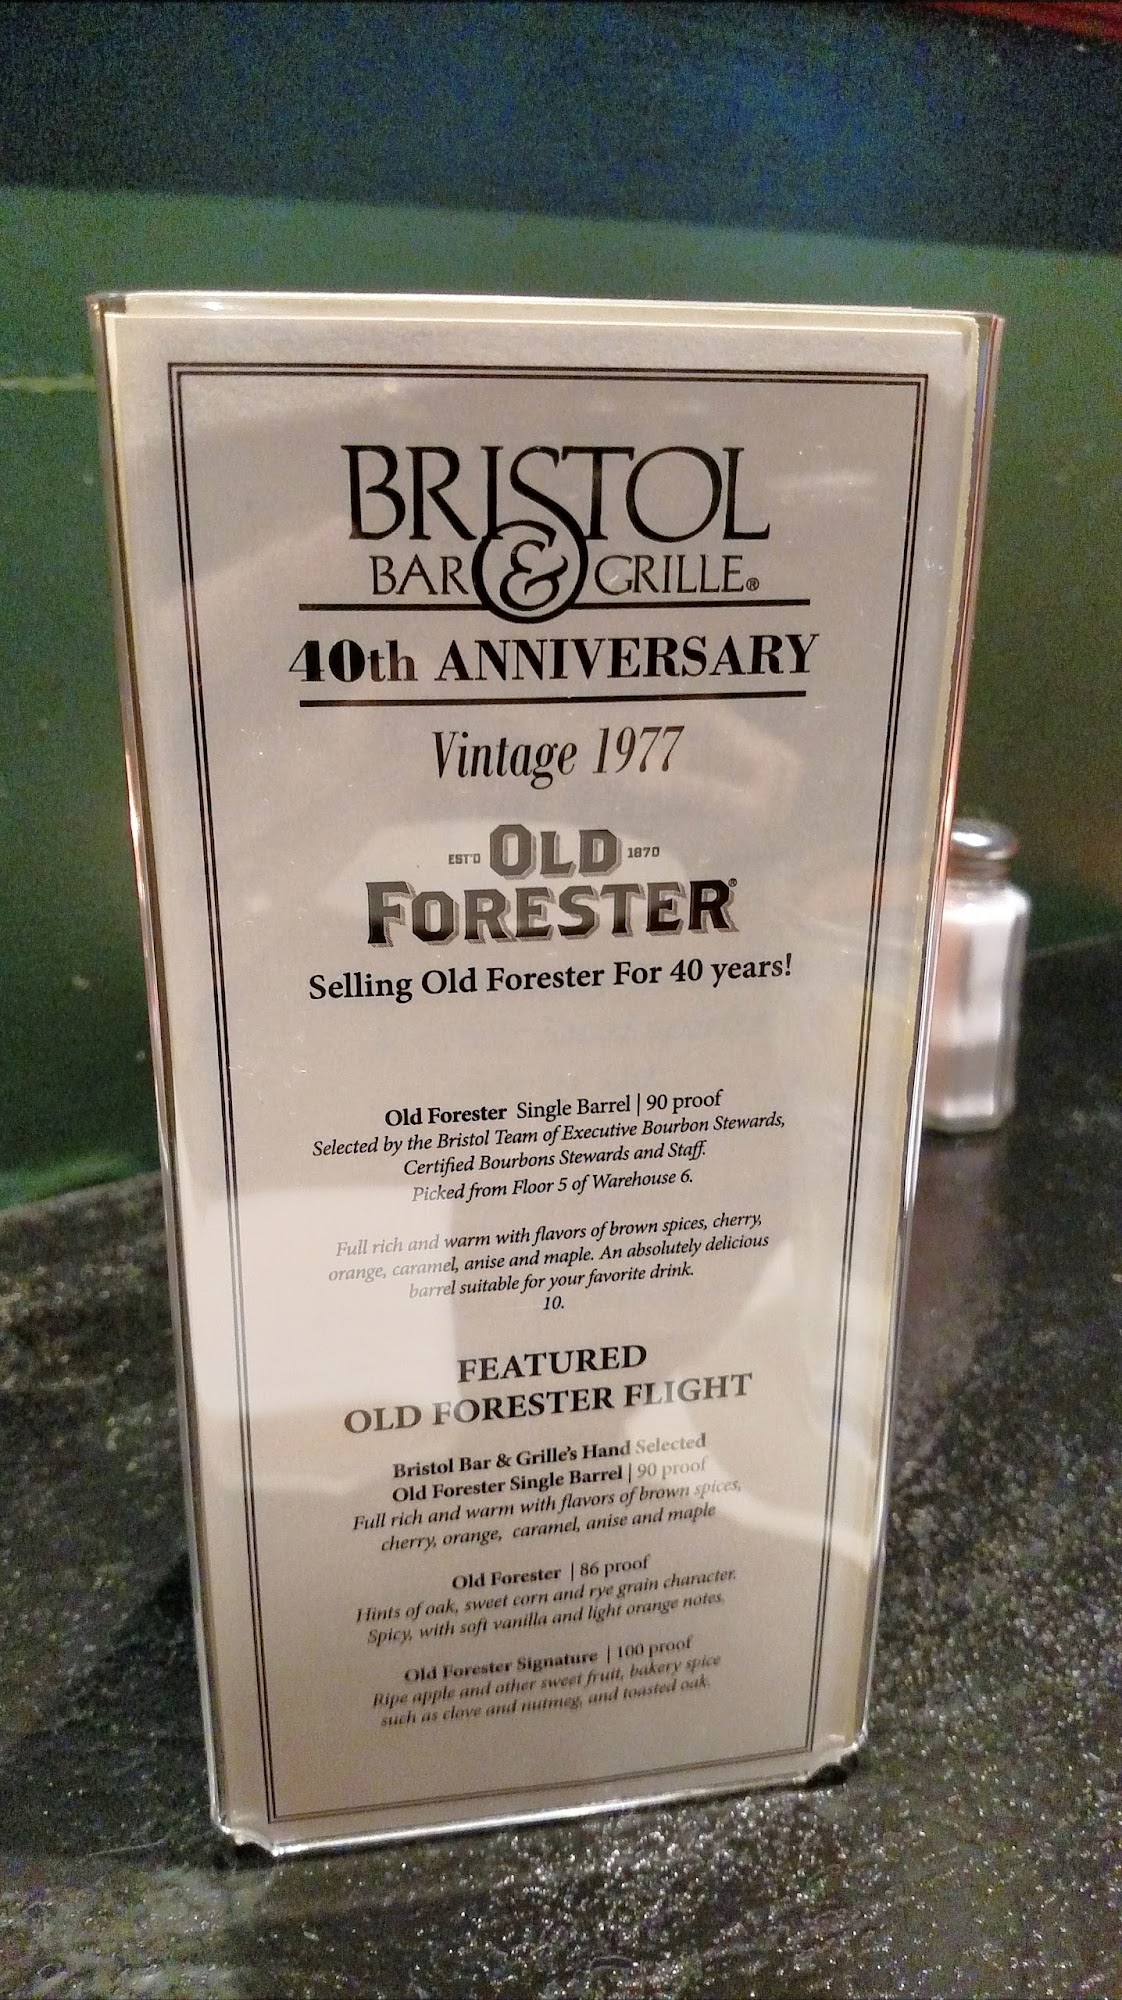 BRISTOL
BAR & GRILLE®
40th ANNIVERSARY
Vintage 1977
EST'D OLD 1870
FORESTER®
Selling Old Forester For 40 years!
Old Forester Single Barrel | 90 proof
Selected by the Bristol Team of Executive Bourbon Stewards,
Certified Bourbons Stewards and Staff.
Picked from Floor 5 of Warehouse 6.
Full rich and warm with flavors of brown spices, cherry,
orange, caramel, anise and maple. An absolutely delicious
barrel suitable for your favorite drink.
10.
FEATURED
OLD FORESTER FLIGHT
Bristol Bar & Grille's Hand Selected
Old Forester Single Barrel | 90 proof
Full rich and warm with flavors of brown spices,
cherry, orange, caramel, anise and maple
Old Forester | 86 proof
Hints of oak, sweet corn and rye grain character.
Spicy, with soft vanilla and light orange notes.
Old Forester Signature | 100 proof
Ripe apple and other sweet fruit, bakery spice
such as clove and nutmeg, and toasted oak.